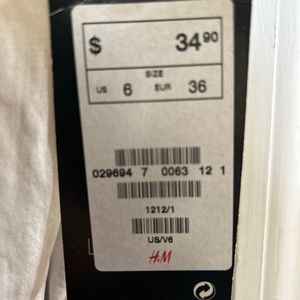 $ 34.90
SIZE
US 6 EUR 36
029694 7 0063 12 1
1212/1
US/V6
H&M
L